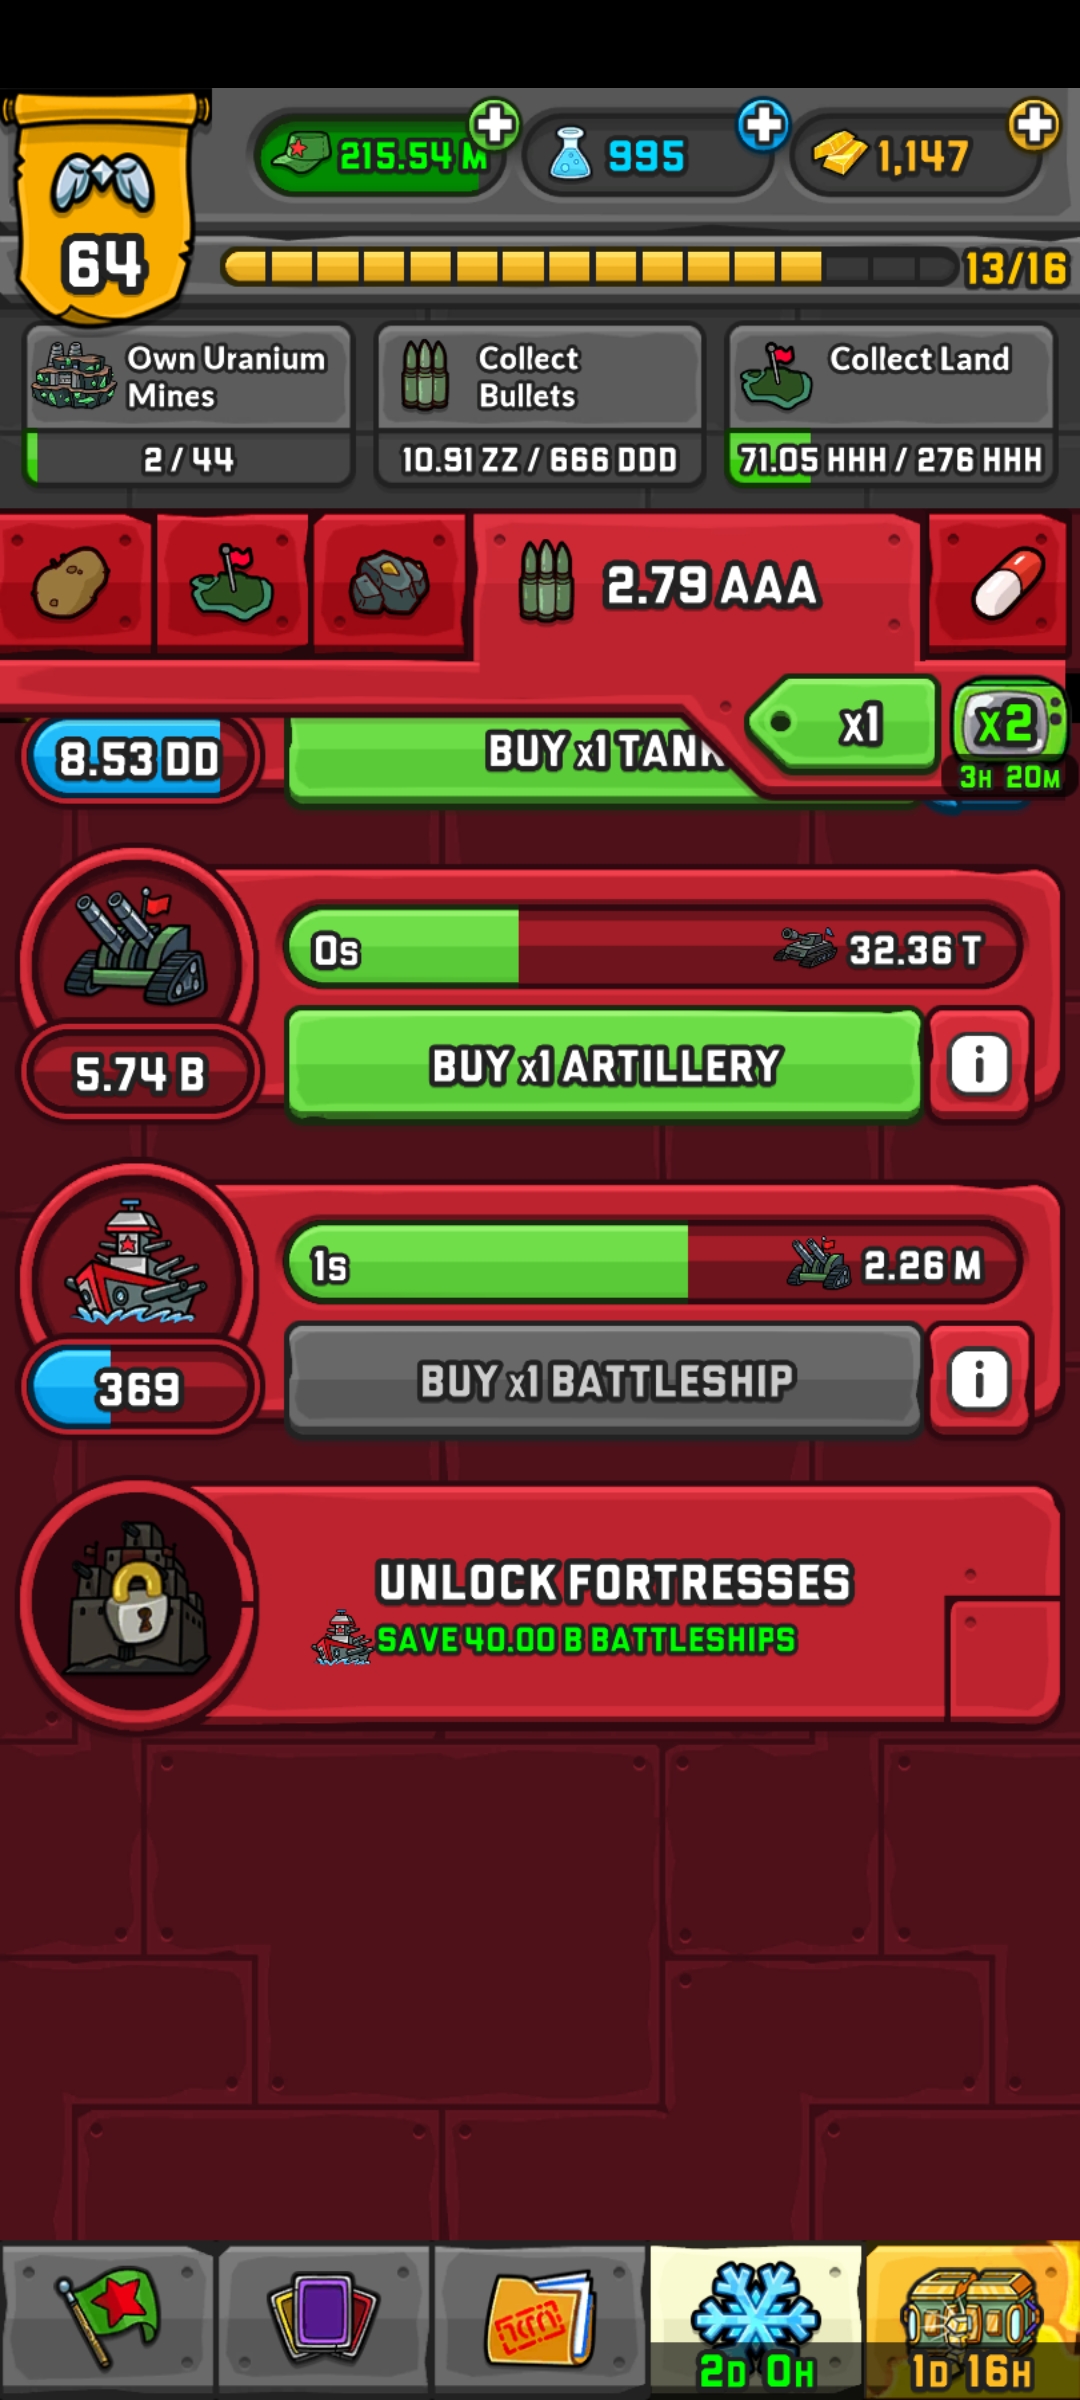 215.54 M
995
1,147
64
13/16
Own Uranium
Mines
Collect
Bullets
Collect Land
2 / 44
10.91 ZZ / 666 DDD
71.05 HHH / 276 HHH
2.79 AAA
x1
x2
3H 20M
8.53 DD
BUY x1 TANK
0s
32.36 T
5.74 B
BUY x1 ARTILLERY
i
1s
2.26 M
369
BUY x1 BATTLESHIP
i
UNLOCK FORTRESSES
SAVE 40.00 B BATTLESHIPS
2D 0H
1D 16H